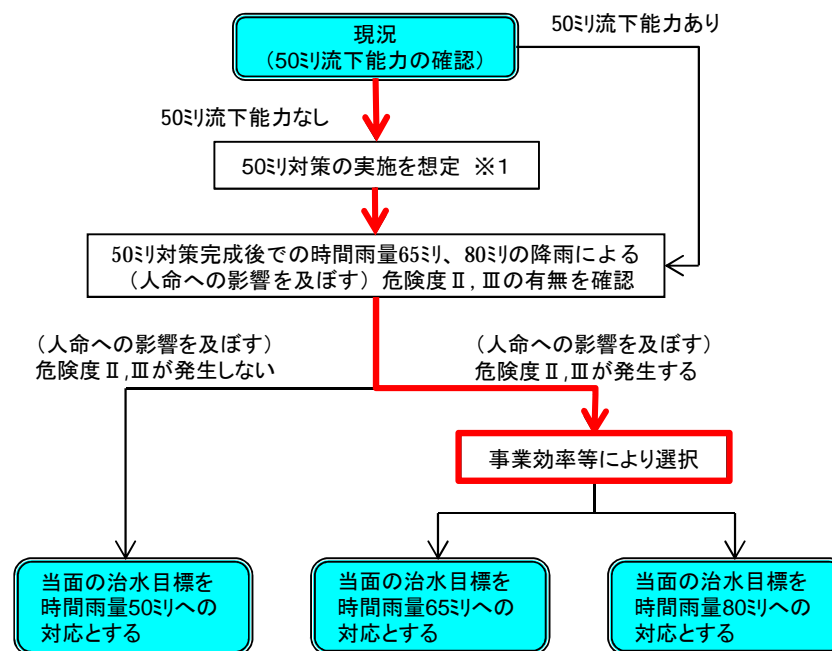 現況
(50ﾐﾘ流下能力の確認)
50ﾐﾘ流下能力あり
50ﾐﾘ流下能力なし
50ﾐﾘ対策の実施を想定 ※1
50ﾐﾘ対策完成後での時間雨量65ﾐﾘ、80ﾐﾘの降雨による
(人命への影響を及ぼす)危険度Ⅱ,Ⅲの有無を確認
(人命への影響を及ぼす)
危険度Ⅱ,Ⅲが発生しない
(人命への影響を及ぼす)
危険度Ⅱ,Ⅲが発生する
事業効率等により選択
当面の治水目標を
時間雨量50ﾐﾘへの
対応とする
当面の治水目標を
時間雨量65ﾐﾘへの
対応とする
当面の治水目標を
時間雨量80ﾐﾘへの
対応とする